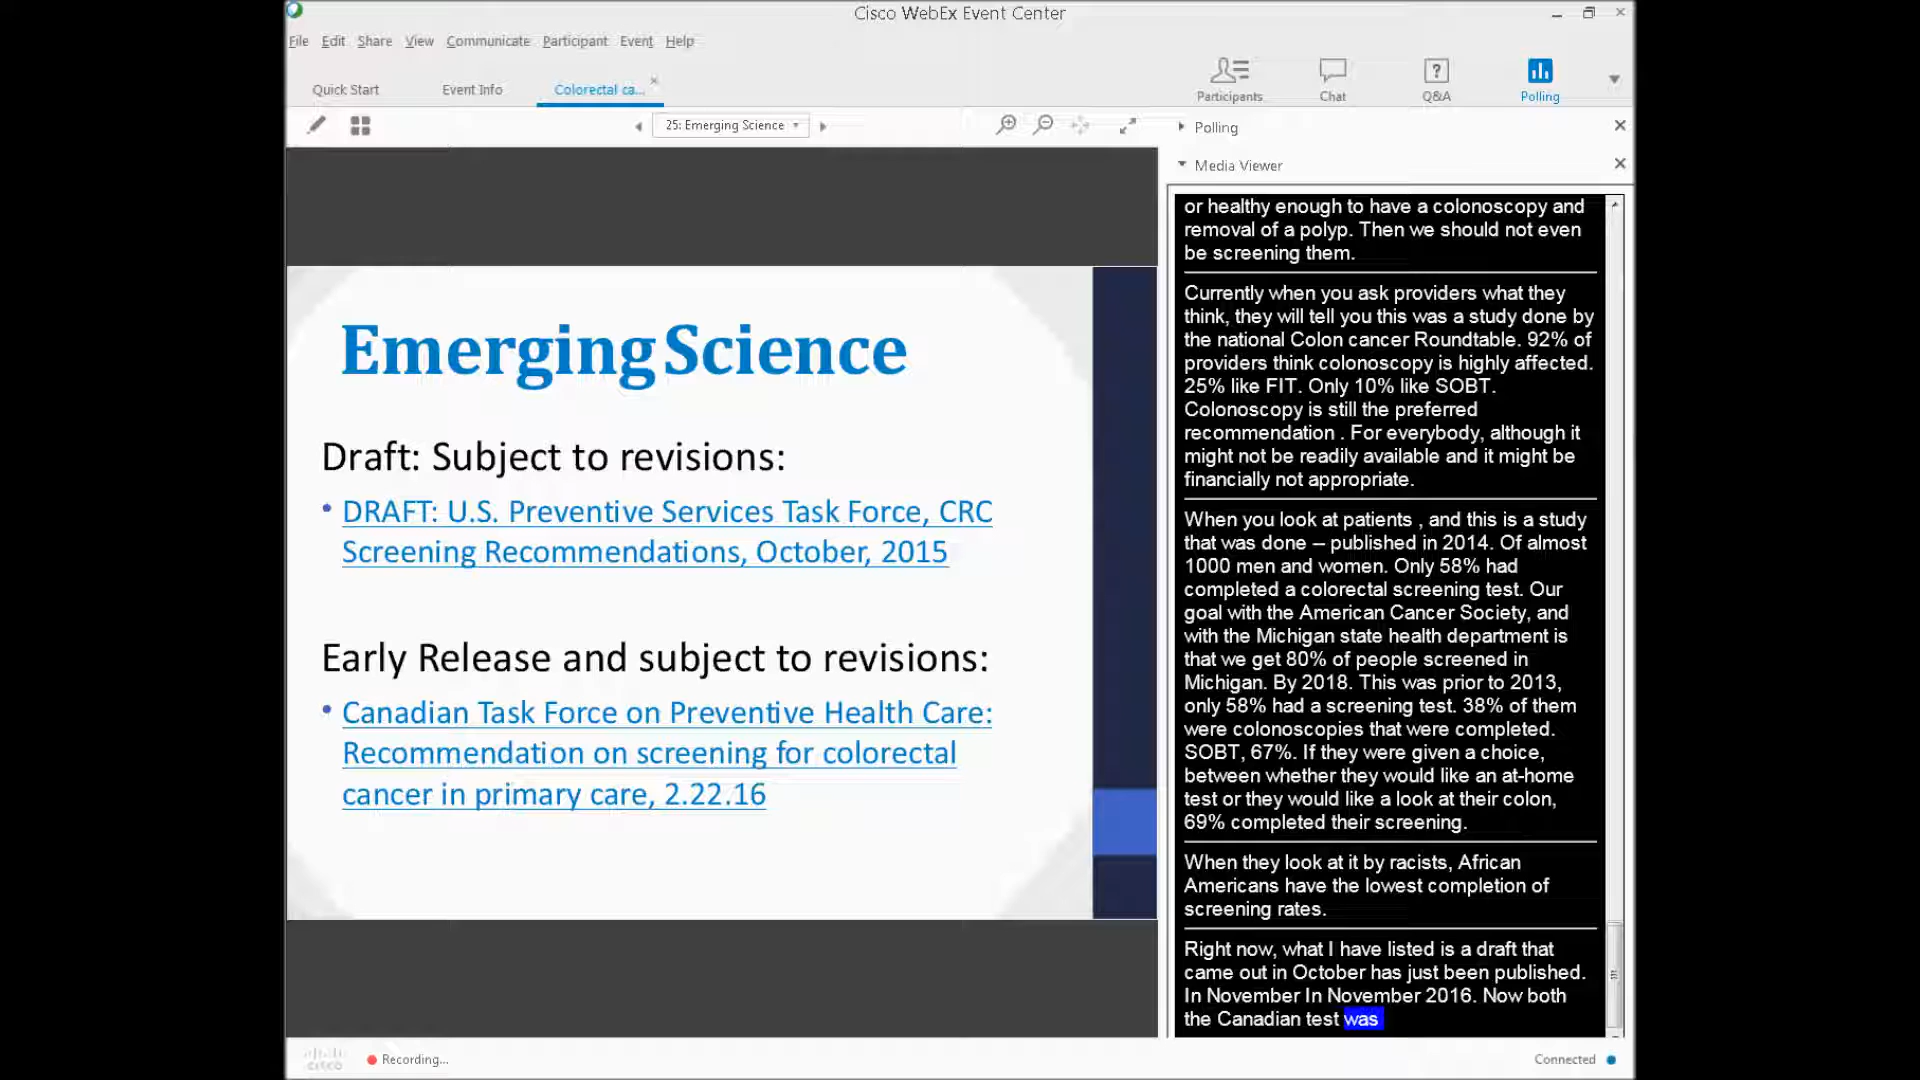 Cisco WebEx Event Center
File Edit Share View Communicate Participant Event Help
Quick Start Event Info Colorectal ca...
Participants Chat Q&A Polling
25: Emerging Science
Polling
Media Viewer
Emerging Science
Draft: Subject to revisions:
• DRAFT: U.S. Preventive Services Task Force, CRC
Screening Recommendations, October, 2015
Early Release and subject to revisions:
• Canadian Task Force on Preventive Health Care:
Recommendation on screening for colorectal
cancer in primary care, 2.22.16
or healthy enough to have a colonoscopy and
removal of a polyp. Then we should not even
be screening them.
Currently when you ask providers what they
think, they will tell you this was a study done by
the national Colon cancer Roundtable. 92% of
providers think colonoscopy is highly affected.
25% like FIT. Only 10% like SOBT.
Colonoscopy is still the preferred
recommendation . For everybody, although it
might not be readily available and it might be
financially not appropriate.
When you look at patients , and this is a study
that was done – published in 2014. Of almost
1000 men and women. Only 58% had
completed a colorectal screening test. Our
goal with the American Cancer Society, and
with the Michigan state health department is
that we get 80% of people screened in
Michigan. By 2018. This was prior to 2013,
only 58% had a screening test. 38% of them
were colonoscopies that were completed.
SOBT, 67%. If they were given a choice,
between whether they would like an at-home
test or they would like a look at their colon,
69% completed their screening.
When they look at it by racists, African
Americans have the lowest completion of
screening rates.
Right now, what I have listed is a draft that
came out in October has just been published.
In November In November 2016. Now both
the Canadian test was
cisco Recording... Connected